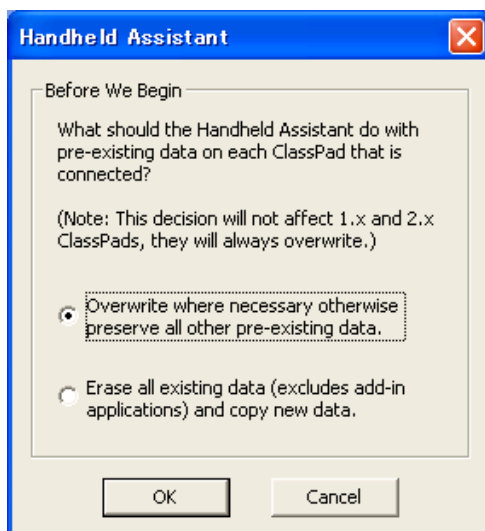 Handheld Assistant
Before We Begin
What should the Handheld Assistant do with
pre-existing data on each ClassPad that is
connected?
(Note: This decision will not affect 1.x and 2.x
ClassPads, they will always overwrite.)
Overwrite where necessary otherwise
preserve all other pre-existing data.
Erase all existing data (excludes add-in
applications) and copy new data.
OK
Cancel